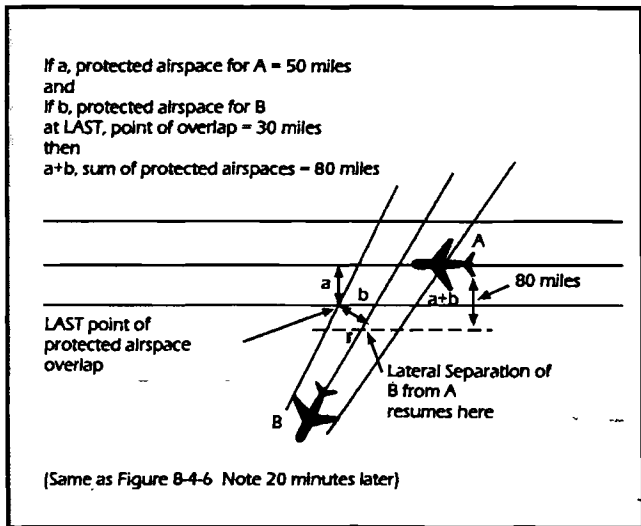 If a, protected airspace for A = 50 miles
and
If b, protected airspace for B
at LAST, point of overlap = 30 miles
then
a+b, sum of protected airspaces = 80 miles
A
a
b
a+b
80 miles
LAST point of
protected airspace
overlap
r
Lateral Separation of
B from A
resumes here
B
(Same as Figure 8-4-6 Note 20 minutes later)